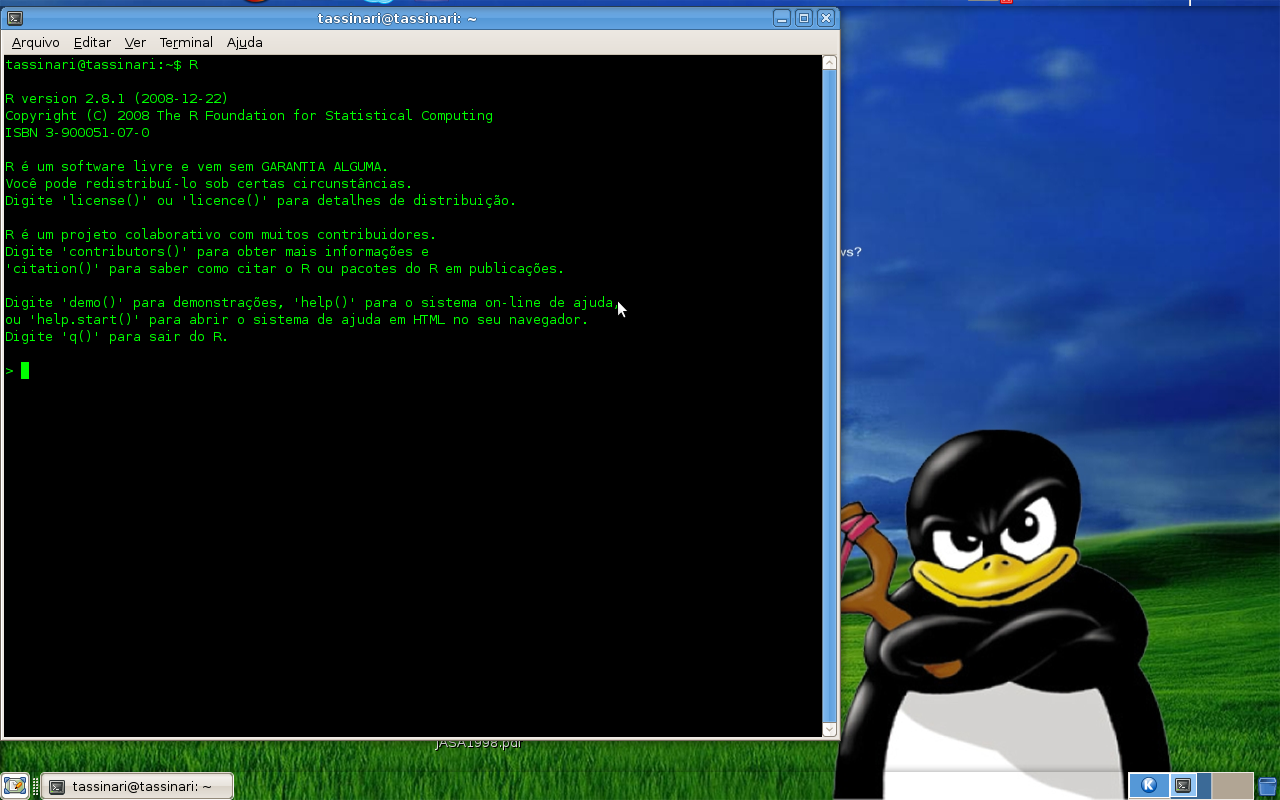 tassinari@tassinari: ~
Arquivo Editar Ver Terminal Ajuda
tassinari@tassinari:~$ R
R version 2.8.1 (2008-12-22)
Copyright (C) 2008 The R Foundation for Statistical Computing
ISBN 3-900051-07-0
R é um software livre e vem sem GARANTIA ALGUMA.
Você pode redistribuí-lo sob certas circunstâncias.
Digite 'license()' ou 'licence()' para detalhes de distribuição.
R é um projeto colaborativo com muitos contribuidores.
Digite 'contributors()' para obter mais informações e
'citation()' para saber como citar o R ou pacotes do R em publicações.
Digite 'demo()' para demonstrações, 'help()' para o sistema on-line de ajuda,
ou 'help.start()' para abrir o sistema de ajuda em HTML no seu navegador.
Digite 'q()' para sair do R.
>
ws?
JASA1998.pdf
tassinari@tassinari: ~
K